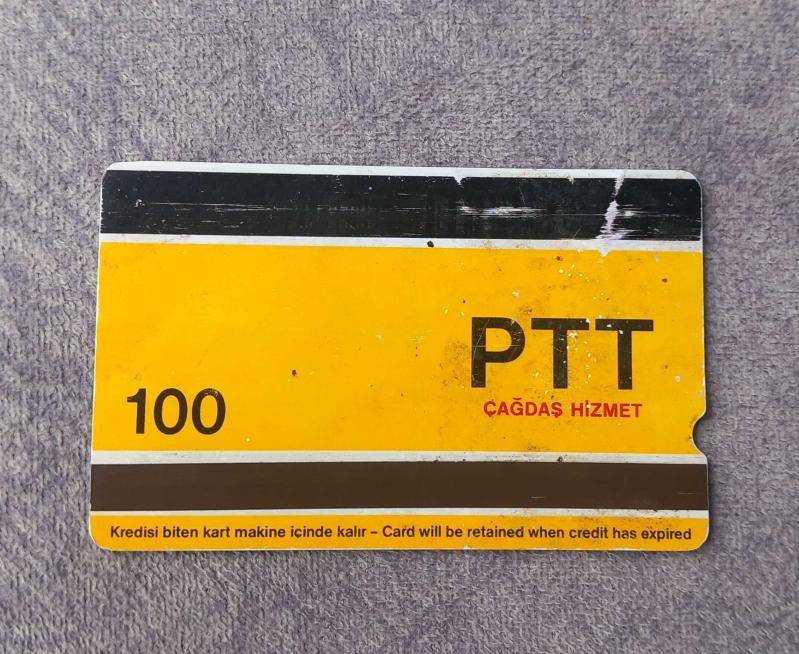 PTT
ÇAĞDAŞ HİZMET
100
Kredisi biten kart makine içinde kalır – Card will be retained when credit has expired